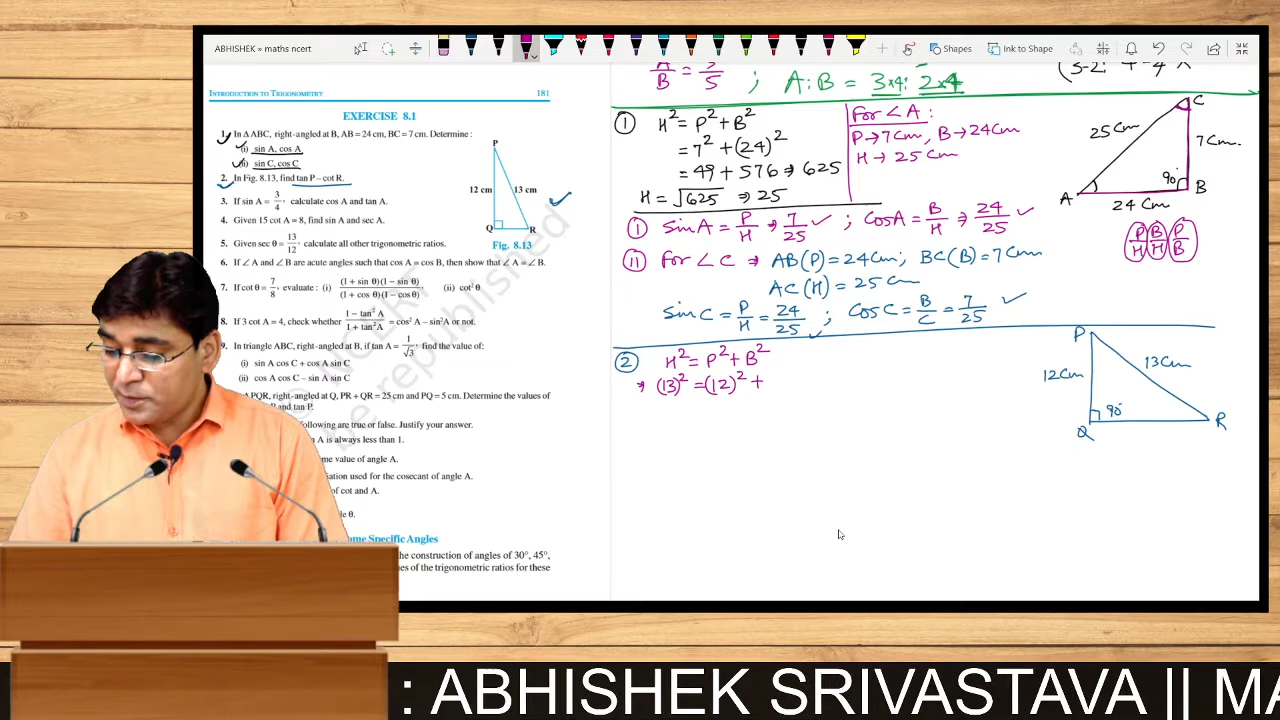 ABHISHEK » maths ncert
Shapes
Ink to Shape
INTRODUCTION TO TRIGONOMETRY 181
EXERCISE 8.1
1. In Δ ABC, right-angled at B, AB = 24 cm, BC = 7 cm. Determine :
(i) sin A, cos A
(ii) sin C, cos C
2. In Fig. 8.13, find tan P – cot R.
3. If sin A = 3/4, calculate cos A and tan A.
4. Given 15 cot A = 8, find sin A and sec A.
5. Given sec θ = 13/12, calculate all other trigonometric ratios.
6. If ∠ A and ∠ B are acute angles such that cos A = cos B, then show that ∠ A = ∠ B.
7. If cot θ = 7/8, evaluate : (i) (1 + sin θ)(1 – sin θ)/(1 + cos θ)(1 – cos θ), (ii) cot² θ
8. If 3 cot A = 4, check whether (1 – tan² A)/(1 + tan² A) = cos² A – sin² A or not.
9. In triangle ABC, right-angled at B, if tan A = 1/√3, find the value of:
(i) sin A cos C + cos A sin C
(ii) cos A cos C – sin A sin C
PQR, right-angled at Q, PR + QR = 25 cm and PQ = 5 cm. Determine the values of
P and tan P.
following are true or false. Justify your answer.
A is always less than 1.
me value of angle A.
iation used for the cosecant of angle A.
of cot and A.
le θ.
ome Specific Angles
the construction of angles of 30°, 45°,
es of the trigonometric ratios for these
P
12 cm
13 cm
Q
R
Fig. 8.13
© NCERT
be republished
A/B = 3/5 ; A:B = 3×4 : 2×4
① H² = P² + B²
= 7² + (24)²
= 49 + 576 ⇒ 625
H = √625 ⇒ 25
For ∠A :
P → 7 Cm, B → 24 Cm
H → 25 Cm
C
25 Cm
7 Cm.
90°
A
B
24 Cm
① sin A = P/H ⇒ 7/25 ; Cos A = B/H ⇒ 24/25
P/H B/H P/B
(ii) For ∠C ⇒ AB(P) = 24 Cm ; BC(B) = 7 Cm
AC(H) = 25 Cm
sin C = P/H = 24/25 ; Cos C = B/C = 7/25
② H² = P² + B²
⇒ (13)² = (12)² +
P
12 Cm
13 Cm
90°
Q
R
: ABHISHEK SRIVASTAVA || MA